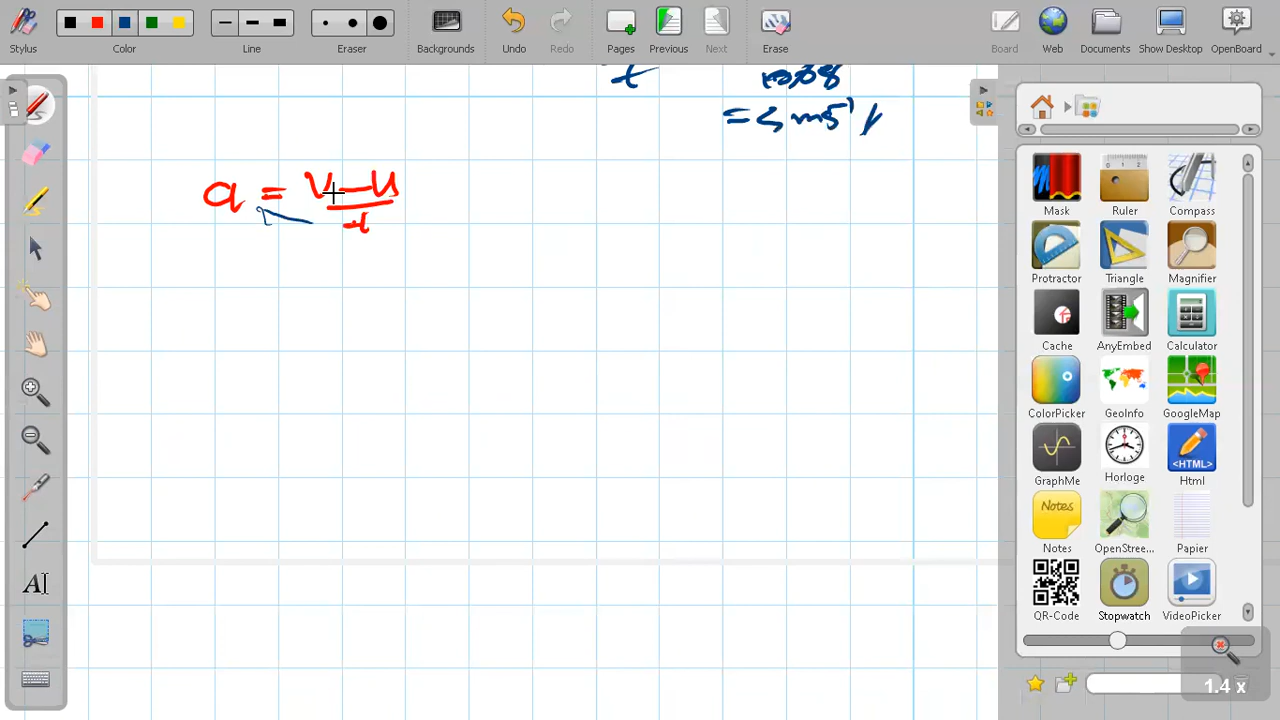 Stylus
Color
Line
Eraser
Backgrounds
Undo
Redo
Pages
Previous
Next
Erase
Board
Web
Documents
Show Desktop
OpenBoard
t
= 5 ms⁻¹
a = v - u
t
Mask
Ruler
Compass
Protractor
Triangle
Magnifier
Cache
AnyEmbed
Calculator
ColorPicker
GeoInfo
GoogleMap
GraphMe
Horloge
<HTML>
Html
Notes
Notes
OpenStree...
Papier
QR-Code
Stopwatch
VideoPicker
1.4 x